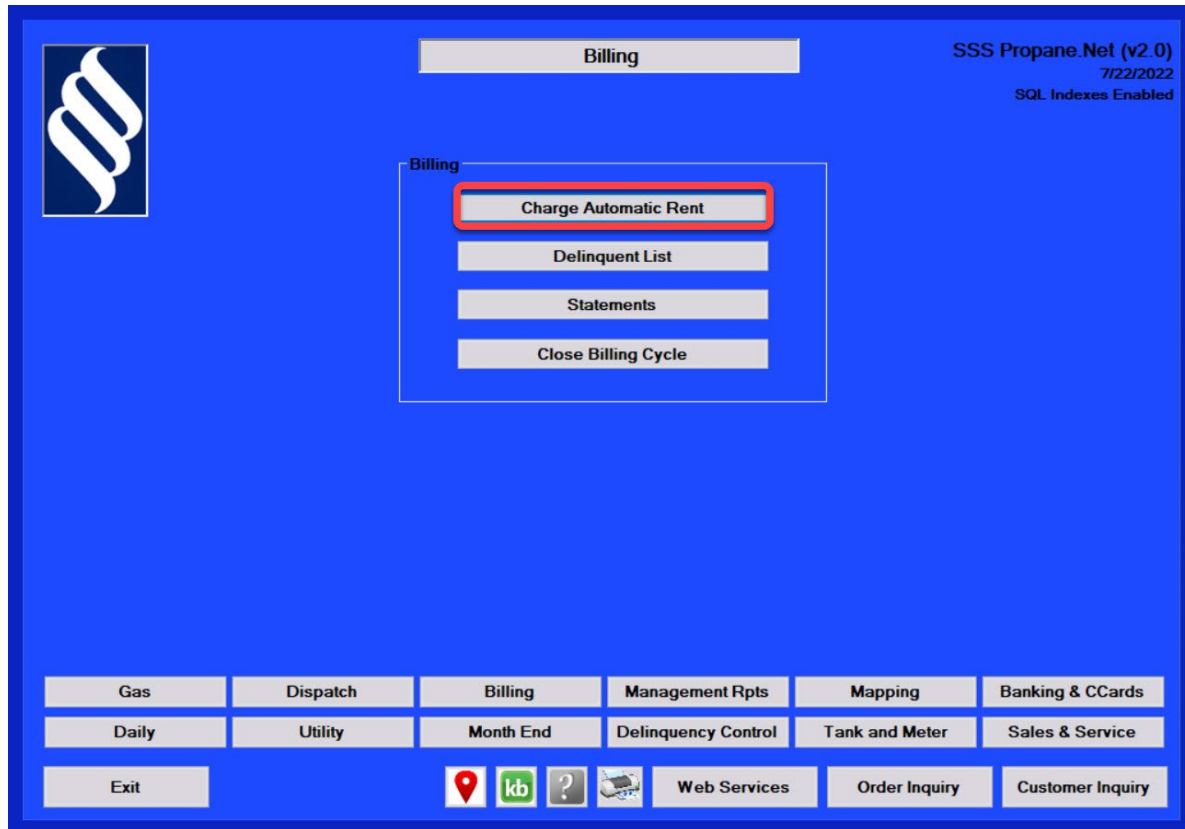 Billing
SSS Propane.Net (v2.0)
7/22/2022
SQL Indexes Enabled
Billing
Charge Automatic Rent
Delinquent List
Statements
Close Billing Cycle
Gas
Dispatch
Billing
Management Rpts
Mapping
Banking & CCards
Daily
Utility
Month End
Delinquency Control
Tank and Meter
Sales & Service
Exit
kb
?
Web Services
Order Inquiry
Customer Inquiry